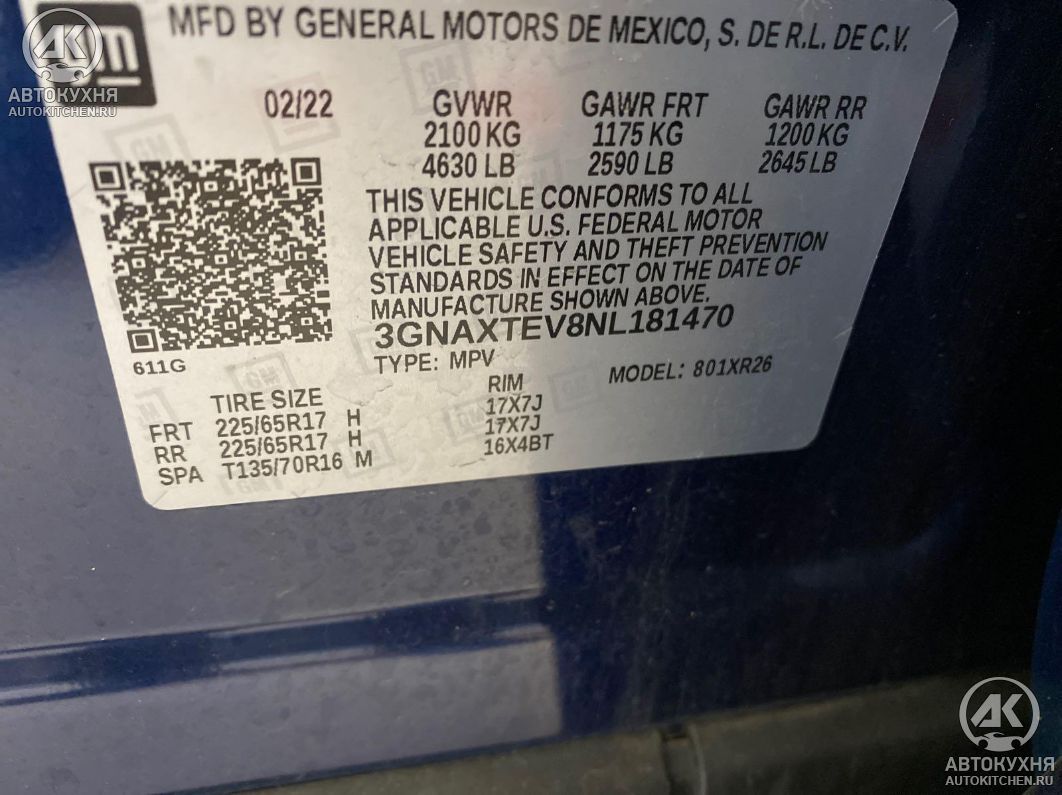 GM
MFD BY GENERAL MOTORS DE MEXICO, S. DE R.L. DE C.V.
АВТОКУХНЯ
AUTOKITCHEN.RU
02/22
GVWR
2100 KG
4630 LB
GAWR FRT
1175 KG
2590 LB
GAWR RR
1200 KG
2645 LB
THIS VEHICLE CONFORMS TO ALL
APPLICABLE U.S. FEDERAL MOTOR
VEHICLE SAFETY AND THEFT PREVENTION
STANDARDS IN EFFECT ON THE DATE OF
MANUFACTURE SHOWN ABOVE.
3GNAXTEV8NL181470
611G
TYPE: MPV
MODEL: 801XR26
TIRE SIZE
RIM
FRT 225/65R17 H 17X7J
RR 225/65R17 H 17X7J
SPA T135/70R16 M 16X4BT
AK
АВТОКУХНЯ
AUTOKITCHEN.RU